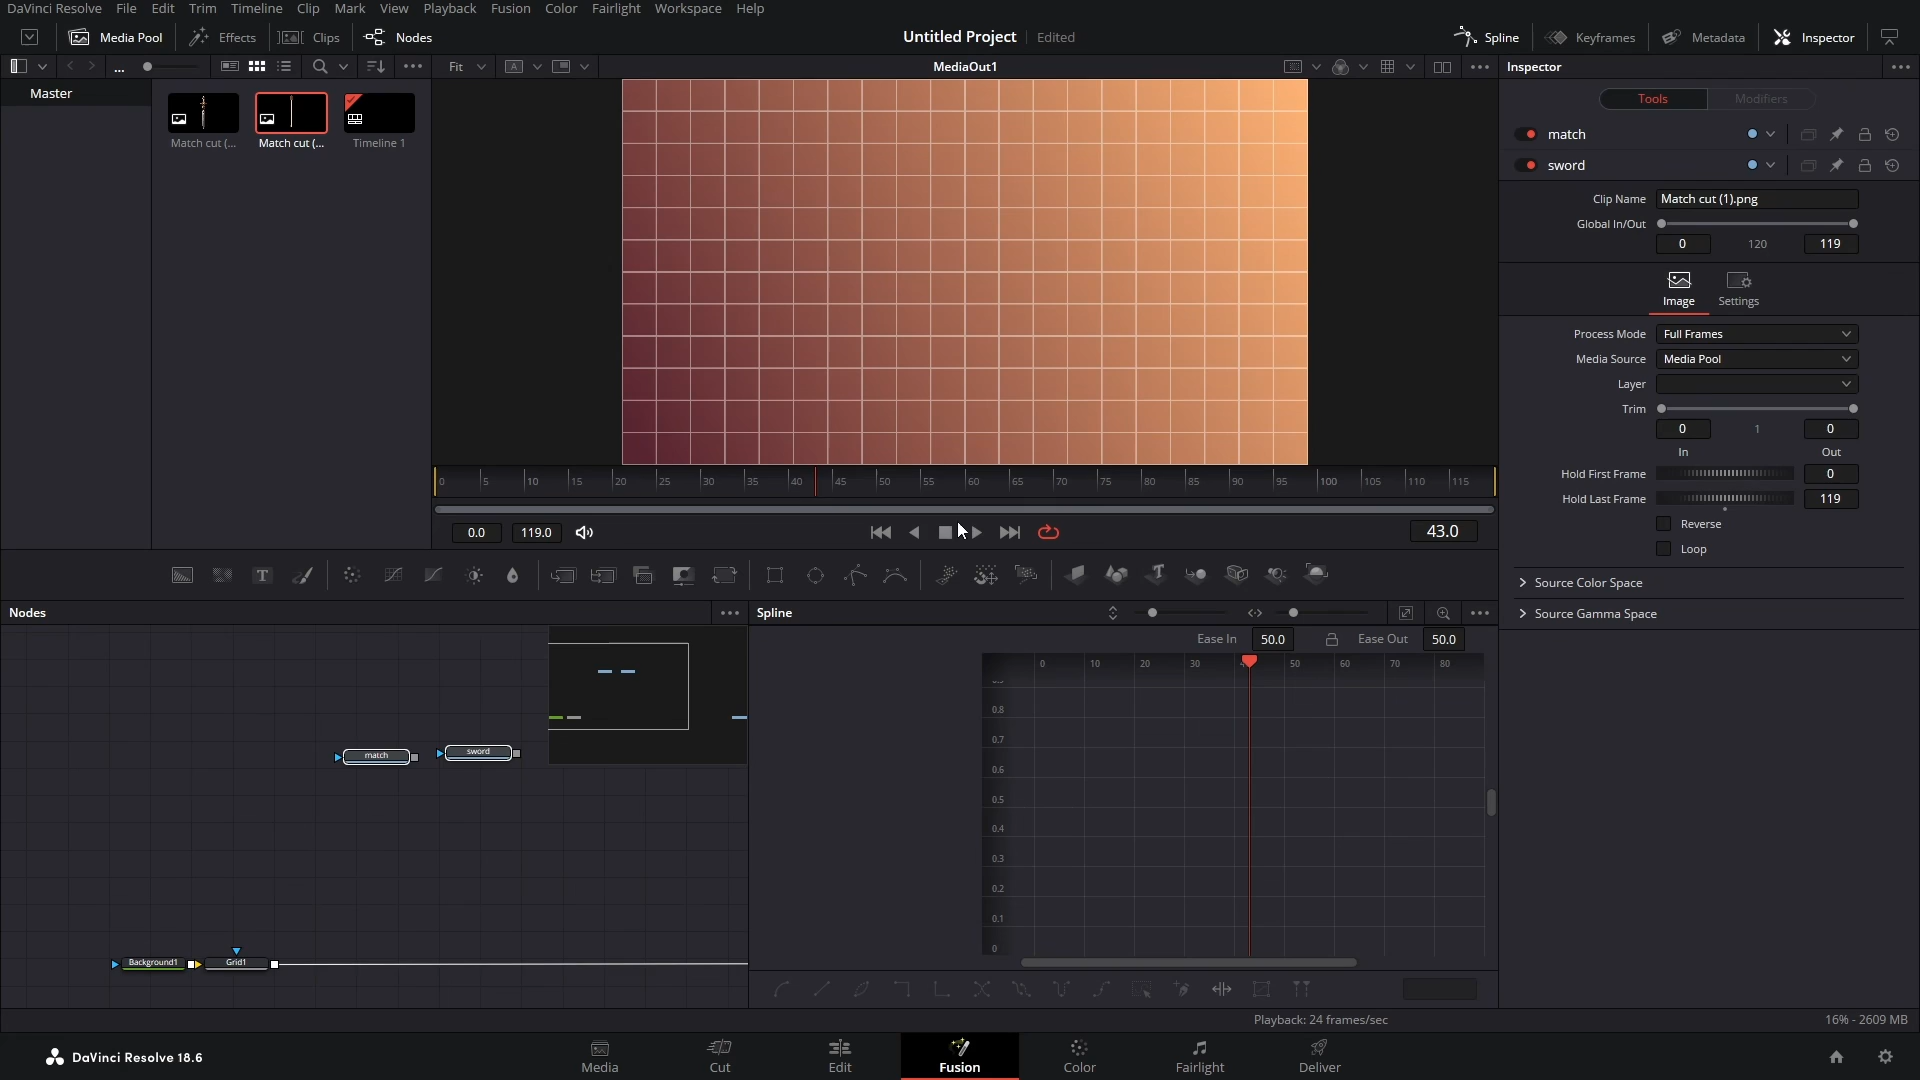 DaVinci Resolve File Edit Trim Timeline Clip Mark View Playback Fusion Color Fairlight Workspace Help
Media Pool Effects Clips Nodes Untitled Project Edited Spline Keyframes Metadata Inspector
... Fit A MediaOut1 Inspector
Master
Match cut (... Match cut (... Timeline 1
Tools Modifiers
match
sword
Clip Name Match cut (1).png
Global In/Out
0 120 119
Image Settings
Process Mode Full Frames
Media Source Media Pool
Layer
Trim
0 1 0
In Out
Hold First Frame 0
Hold Last Frame 119
Reverse
Loop
Source Color Space
Source Gamma Space
0 5 10 15 20 25 30 35 40 45 50 55 60 65 70 75 80 85 90 95 100 105 110 115
0.0 119.0 43.0
T T
Nodes
match sword
Background1 Grid1
Spline
Ease In 50.0 Ease Out 50.0
0 10 20 30 50 60 70 80
0.8
0.7
0.6
0.5
0.4
0.3
0.2
0.1
0
Playback: 24 frames/sec 16% - 2609 MB
DaVinci Resolve 18.6 Media Cut Edit Fusion Color Fairlight Deliver